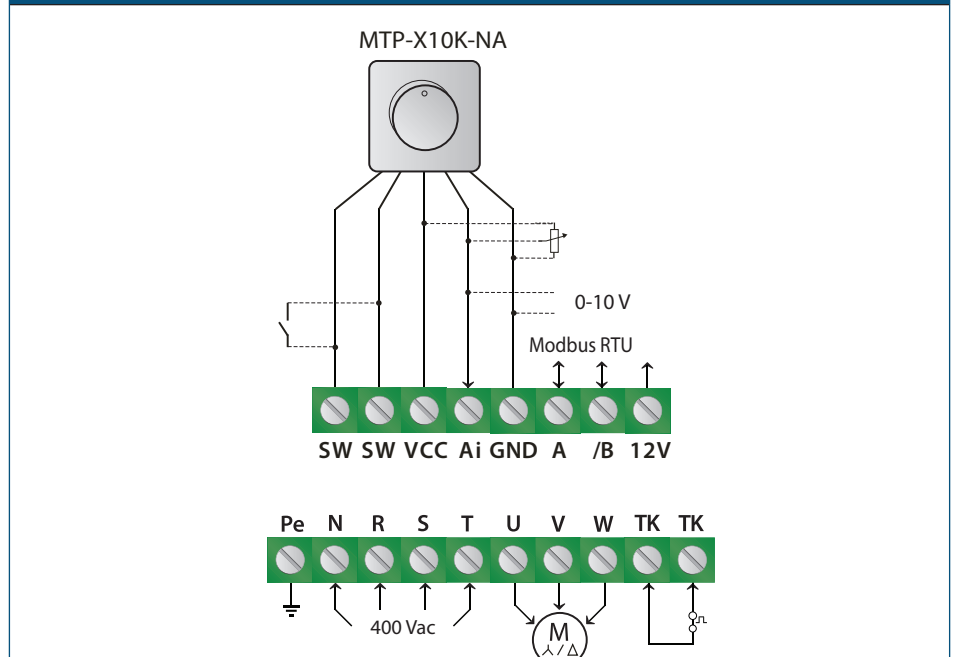 MTP-X10K-NA
0-10 V
Modbus RTU
SW SW VCC Ai GND A /B 12V
Pe N R S T U V W TK TK
400 Vac
M
⅄ / △